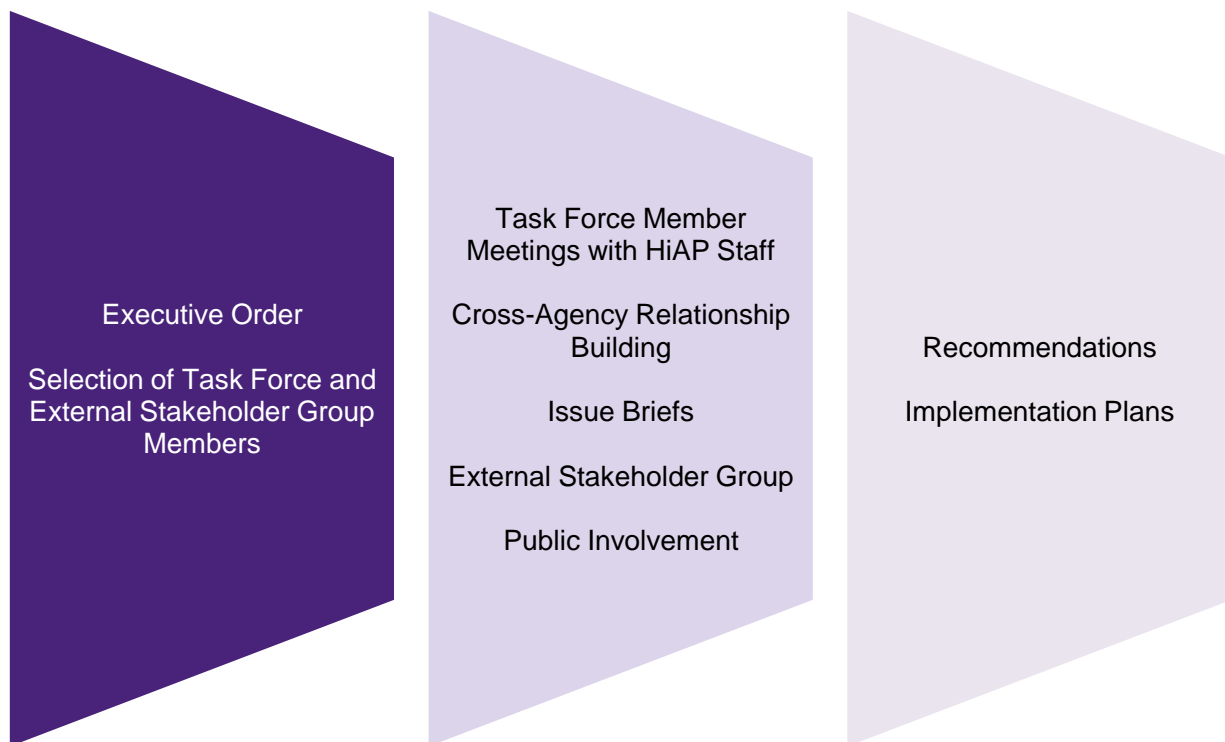 Executive Order
Selection of Task Force and
External Stakeholder Group
Members
Task Force Member
Meetings with HiAP Staff
Cross-Agency Relationship
Building
Issue Briefs
External Stakeholder Group
Public Involvement
Recommendations
Implementation Plans